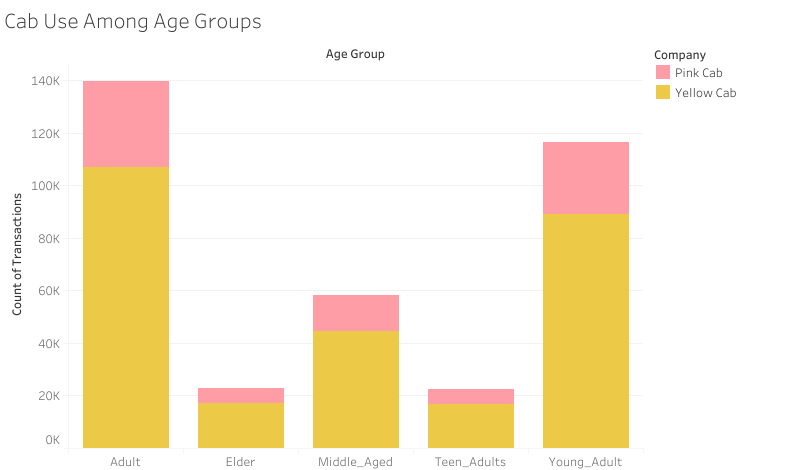 Cab Use Among Age Groups
Age Group
Company
Pink Cab
Yellow Cab
Count of Transactions
140K
120K
100K
80K
60K
40K
20K
0K
Adult
Elder
Middle_Aged
Teen_Adults
Young_Adult